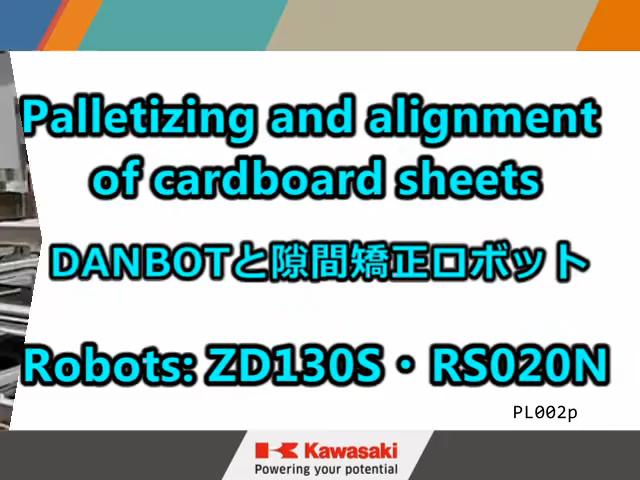 Palletizing and alignment
of cardboard sheets
DANBOTと隙間矯正ロボット
Robots: ZD130S・RS020N
PL002p
Kawasaki
Powering your potential